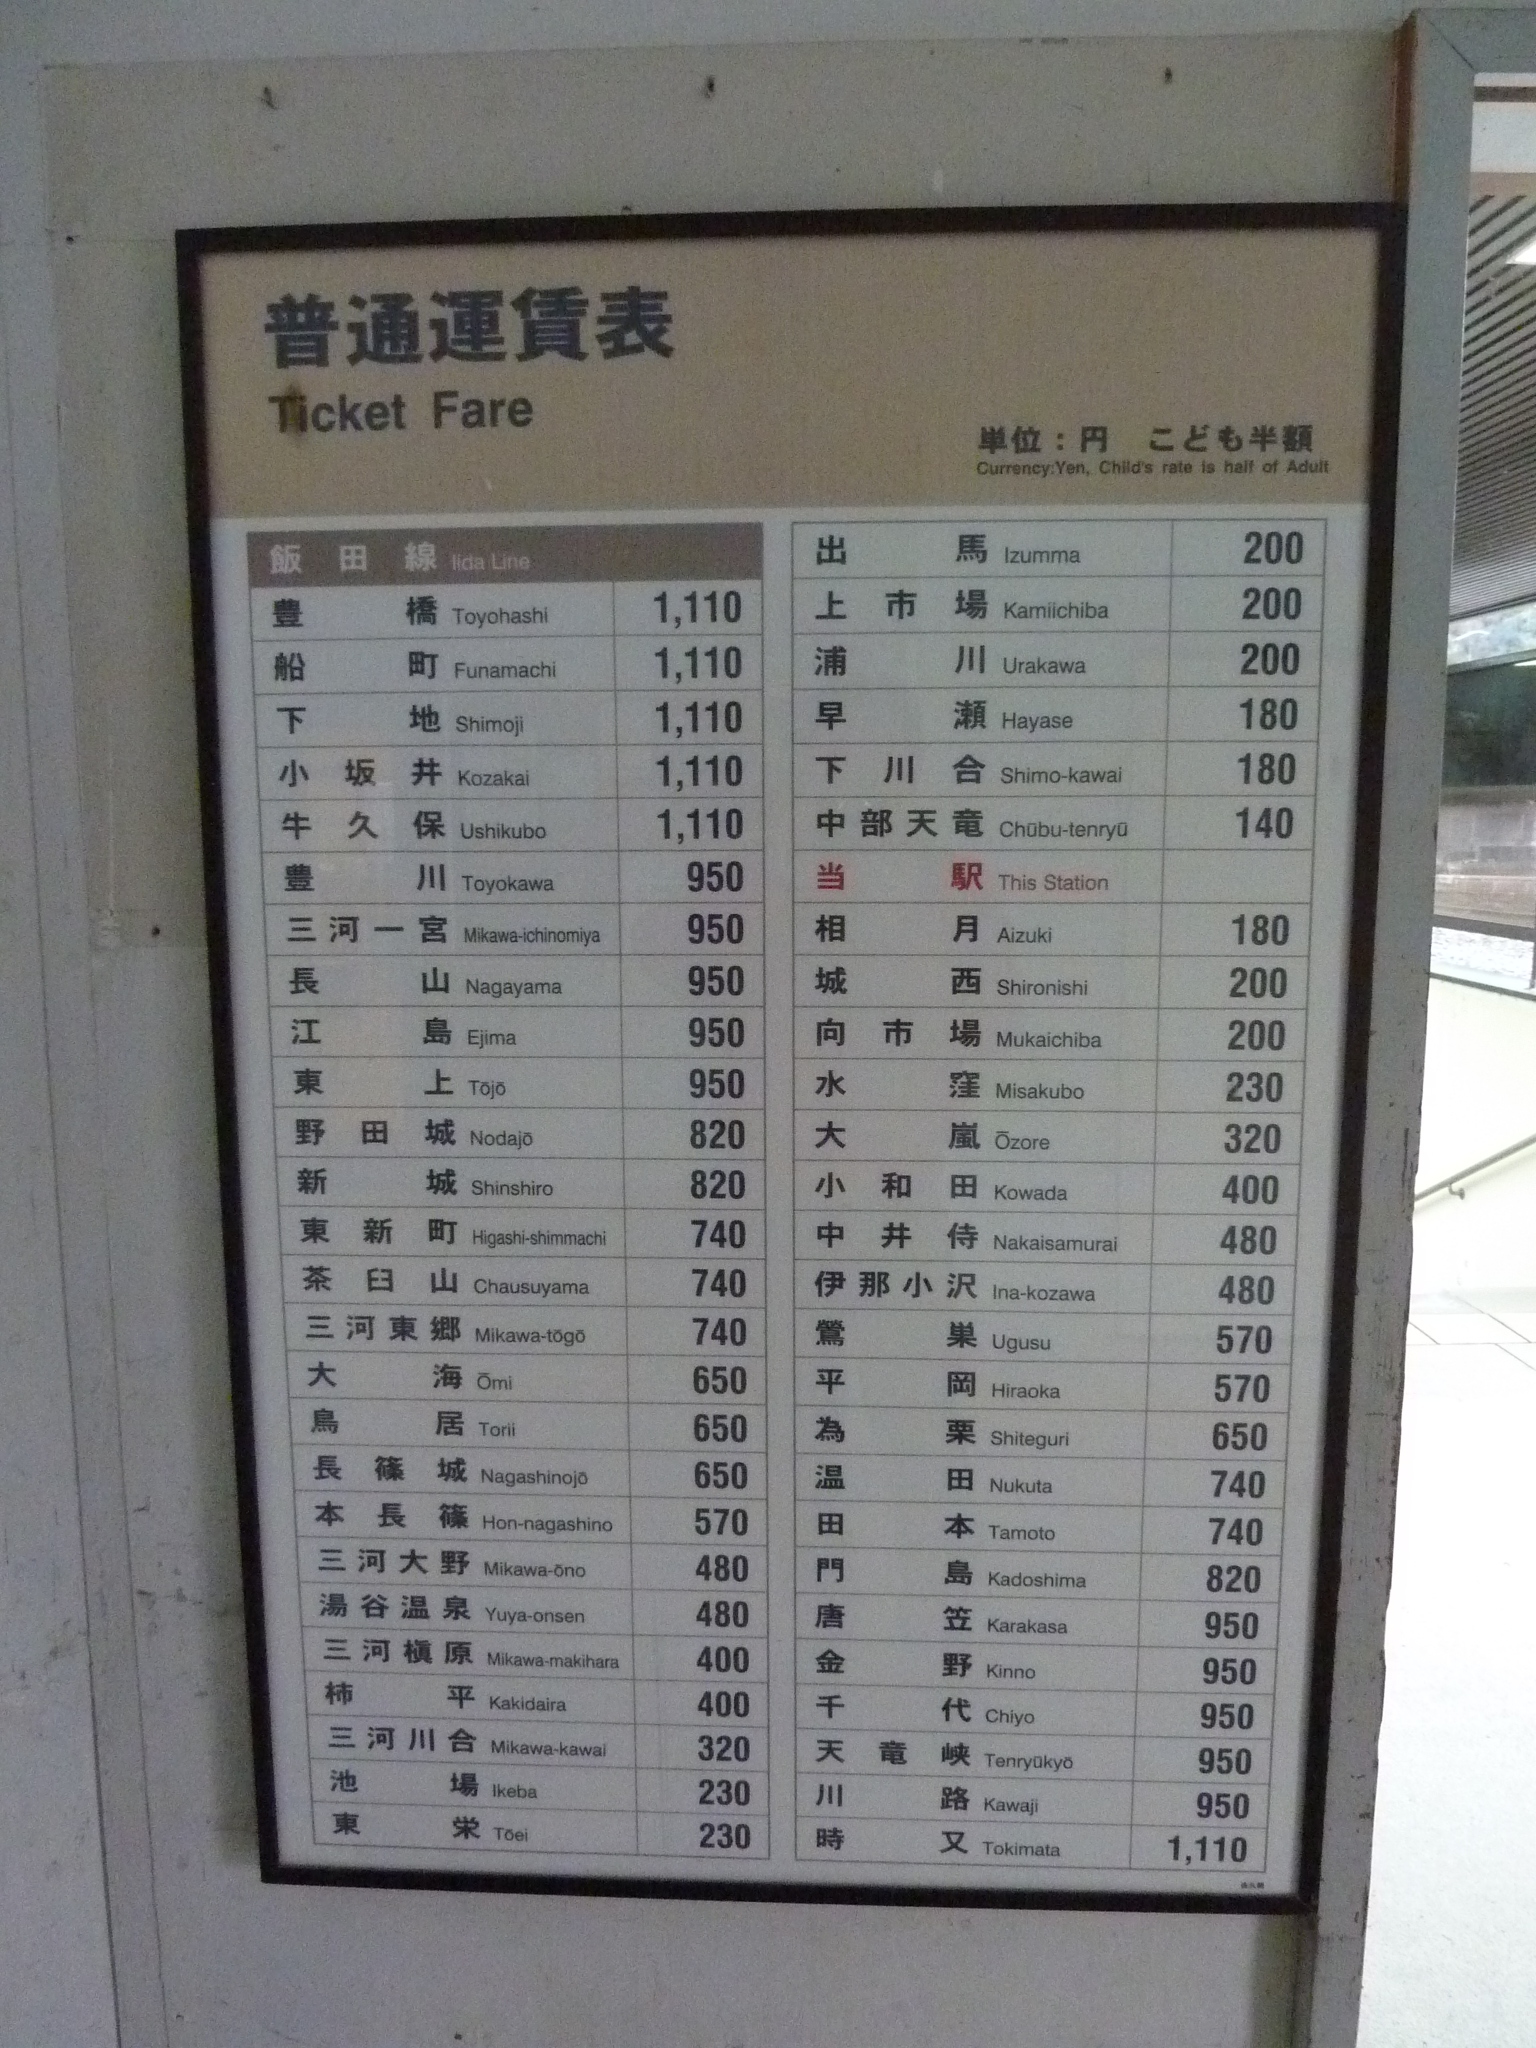 普通運賃表
Ticket Fare
単位：円　こども半額
Currency:Yen, Child's rate is half of Adult
飯田線 Iida Line
豊橋 Toyohashi 1,110
船町 Funamachi 1,110
下地 Shimoji 1,110
小坂井 Kozakai 1,110
牛久保 Ushikubo 1,110
豊川 Toyokawa 950
三河一宮 Mikawa-ichinomiya 950
長山 Nagayama 950
江島 Ejima 950
東上 Tōjō 950
野田城 Nodajō 820
新城 Shinshiro 820
東新町 Higashi-shimmachi 740
茶臼山 Chausuyama 740
三河東郷 Mikawa-tōgō 740
大海 Ōmi 650
鳥居 Torii 650
長篠城 Nagashinojō 650
本長篠 Hon-nagashino 570
三河大野 Mikawa-ōno 480
湯谷温泉 Yuya-onsen 480
三河槇原 Mikawa-makihara 400
柿平 Kakidaira 400
三河川合 Mikawa-kawai 320
池場 Ikeba 230
東栄 Tōei 230
出馬 Izumma 200
上市場 Kamiichiba 200
浦川 Urakawa 200
早瀬 Hayase 180
下川合 Shimo-kawai 180
中部天竜 Chūbu-tenryū 140
当駅 This Station
相月 Aizuki 180
城西 Shironishi 200
向市場 Mukaichiba 200
水窪 Misakubo 230
大嵐 Ōzore 320
小和田 Kowada 400
中井侍 Nakaisamurai 480
伊那小沢 Ina-kozawa 480
鶯巣 Ugusu 570
平岡 Hiraoka 570
為栗 Shiteguri 650
温田 Nukuta 740
田本 Tamoto 740
門島 Kadoshima 820
唐笠 Karakasa 950
金野 Kinno 950
千代 Chiyo 950
天竜峡 Tenryūkyō 950
川路 Kawaji 950
時又 Tokimata 1,110